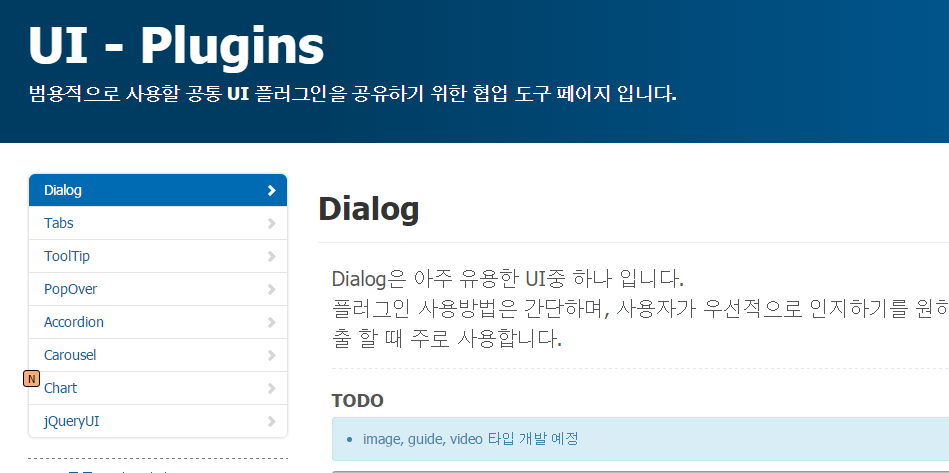 UI - Plugins
범용적으로 사용할 공통 UI 플러그인을 공유하기 위한 협업 도구 페이지 입니다.
Dialog
Tabs
ToolTip
PopOver
Accordion
Carousel
N
Chart
jQueryUI
Dialog
Dialog은 아주 유용한 UI중 하나 입니다.
플러그인 사용방법은 간단하며, 사용자가 우선적으로 인지하기를 원하
출 할 때 주로 사용합니다.
TODO
image, guide, video 타입 개발 예정